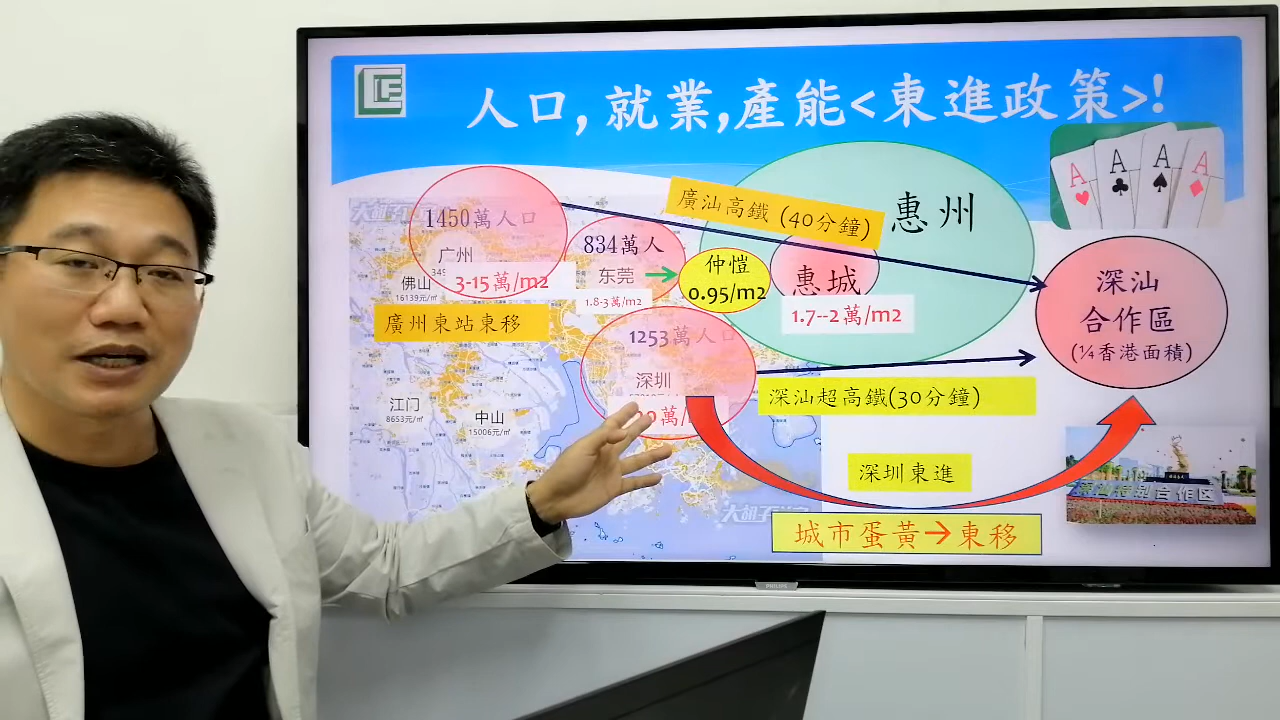 人口,就業,產能<東進政策>!
A
A
A
A
惠州
廣汕高鐵 (40分鐘)
1450萬人口
广州
3-15 萬/m2
834萬人
东莞
1.8-3萬/m2
仲愷
0.95/m2
惠城
1.7--2 萬/m2
佛山
16139元/㎡
廣州東站東移
深汕
合作區
(¼香港面積)
1253萬人口
深圳
深汕超高鐵(30分鐘)
江门
8653元/㎡
中山
15006元/㎡
深圳東進
城市蛋黃→東移
合作区
PHILIPS